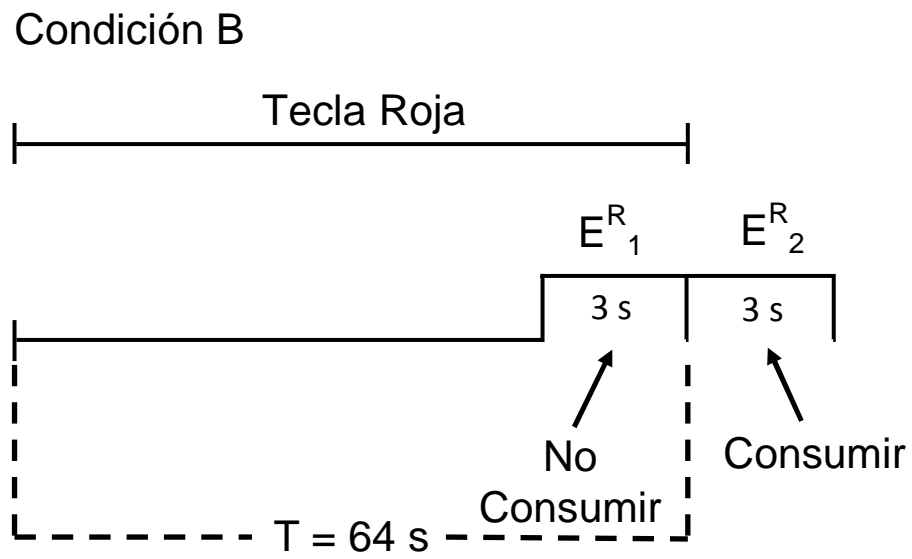 Condición B
Tecla Roja
E^R_1
E^R_2
3 s
3 s
No
Consumir
Consumir
T = 64 s